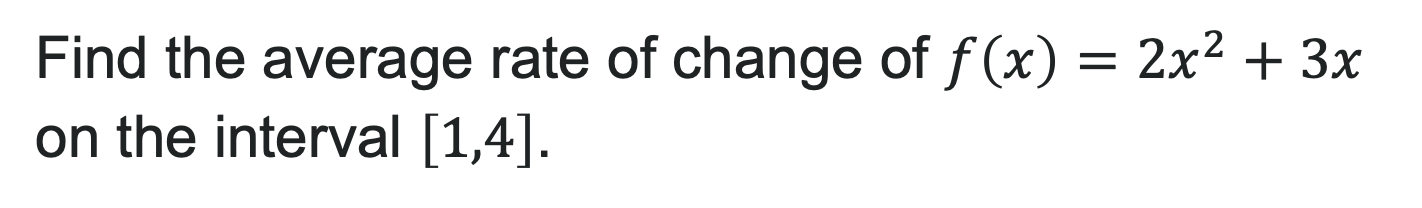 Find the average rate of change of f(x) = 2x² + 3x
on the interval [1,4].